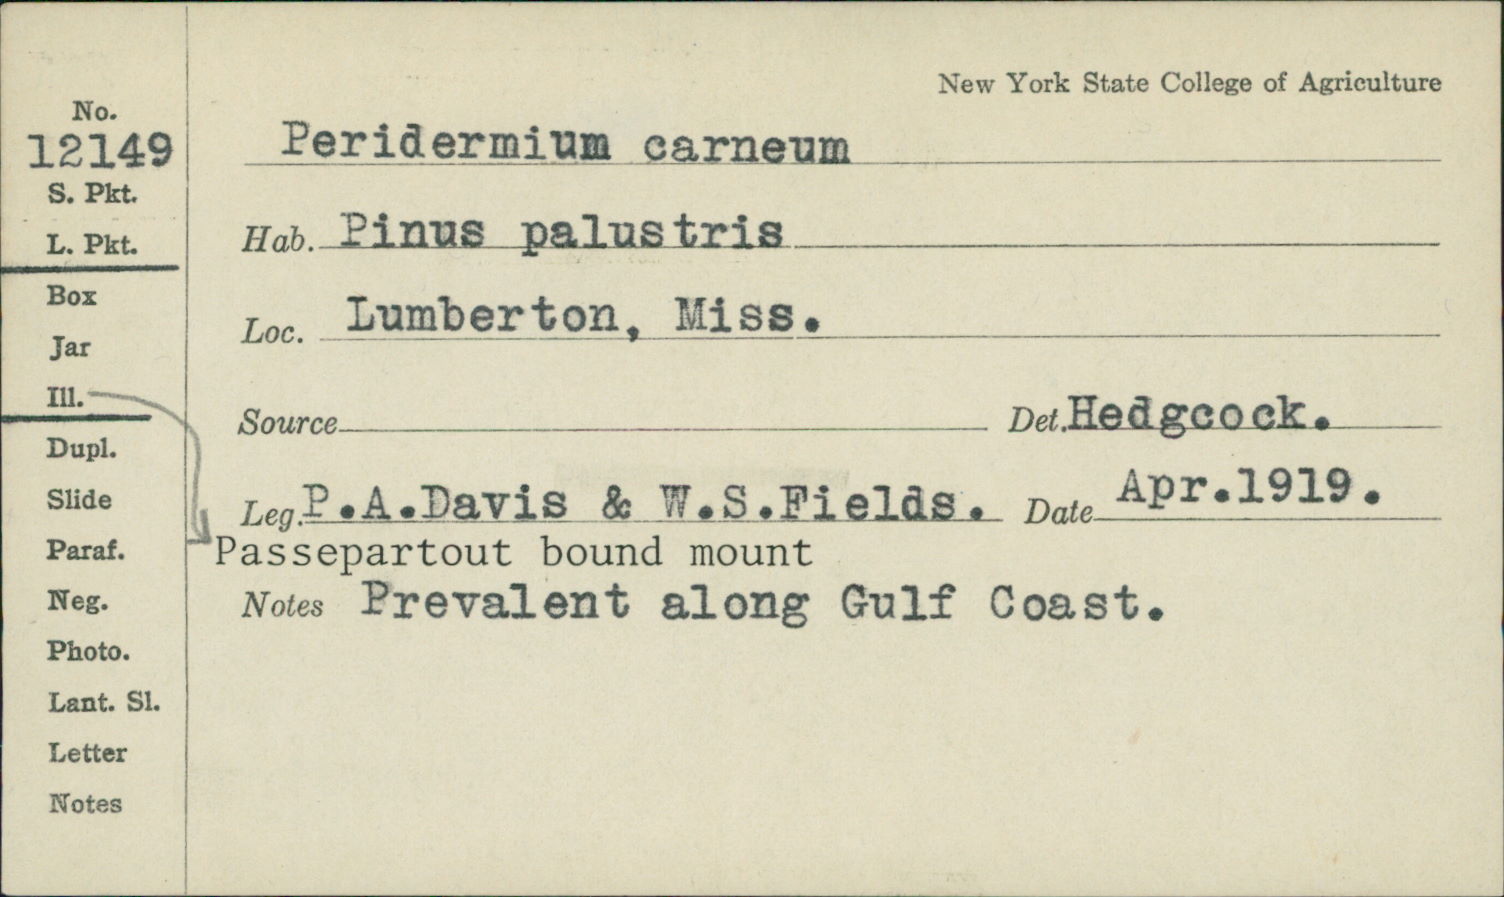 New York State College of Agriculture
No.
12149
S. Pkt.
L. Pkt.
Box
Jar
Ill.
Dupl.
Slide
Paraf.
Neg.
Photo.
Lant. Sl.
Letter
Notes
Peridermium carneum
Hab. Pinus palustris
Loc. Lumberton, Miss.
Source Det. Hedgcock.
Leg. P.A.Davis & W.S.Fields. Date Apr.1919.
Passepartout bound mount
Notes Prevalent along Gulf Coast.